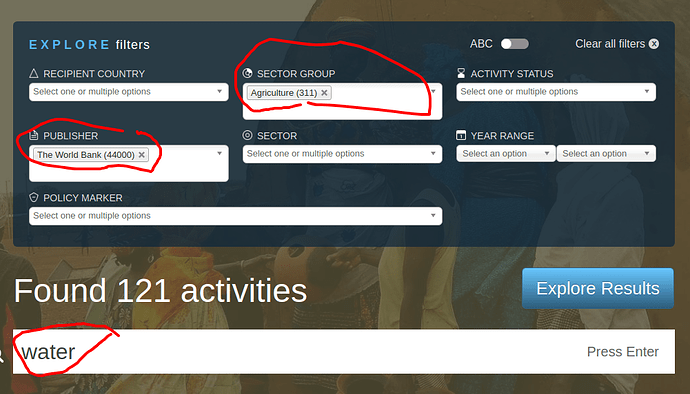 EXPLORE filters
ABC
Clear all filters
RECIPIENT COUNTRY
Select one or multiple options
SECTOR GROUP
Agriculture (311)
ACTIVITY STATUS
Select one or multiple options
PUBLISHER
The World Bank (44000)
SECTOR
Select one or multiple options
YEAR RANGE
Select an option
Select an option
POLICY MARKER
Select one or multiple options
Found 121 activities
Explore Results
water
Press Enter